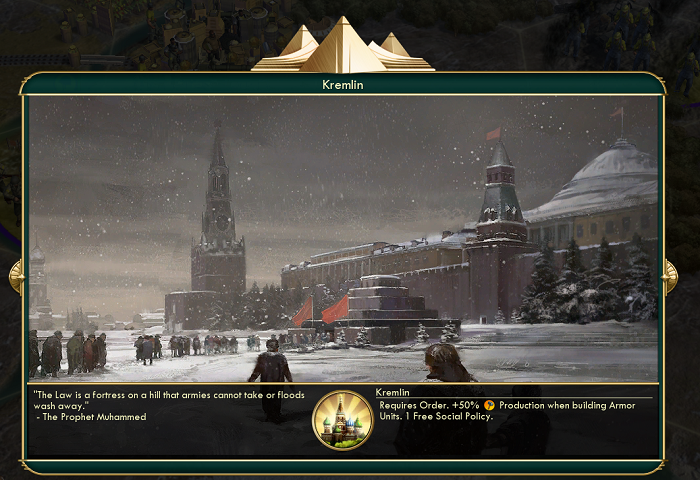 Kremlin
"The Law is a fortress on a hill that armies cannot take or floods
wash away."
- The Prophet Muhammed
Kremlin
Requires Order. +50% Production when building Armor
Units. 1 Free Social Policy.